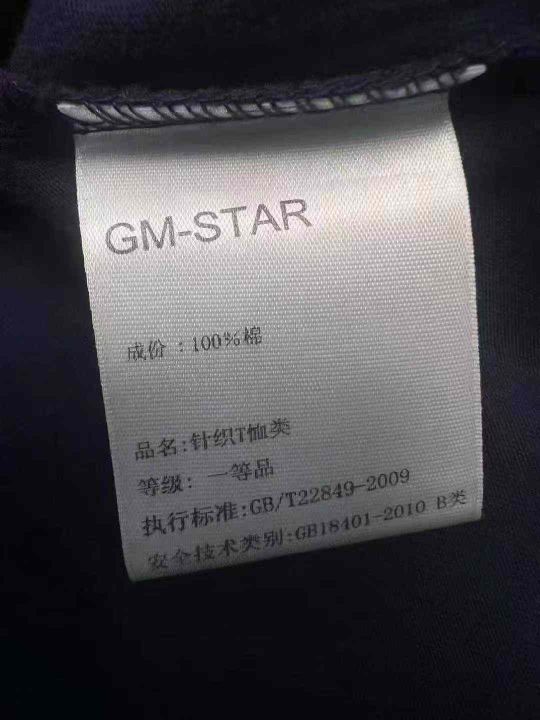 GM-STAR
成份 :100%棉
品名:针织T恤类
等级: 一等品
执行标准:GB/T22849-2009
安全技术类别:GB18401-2010 B类